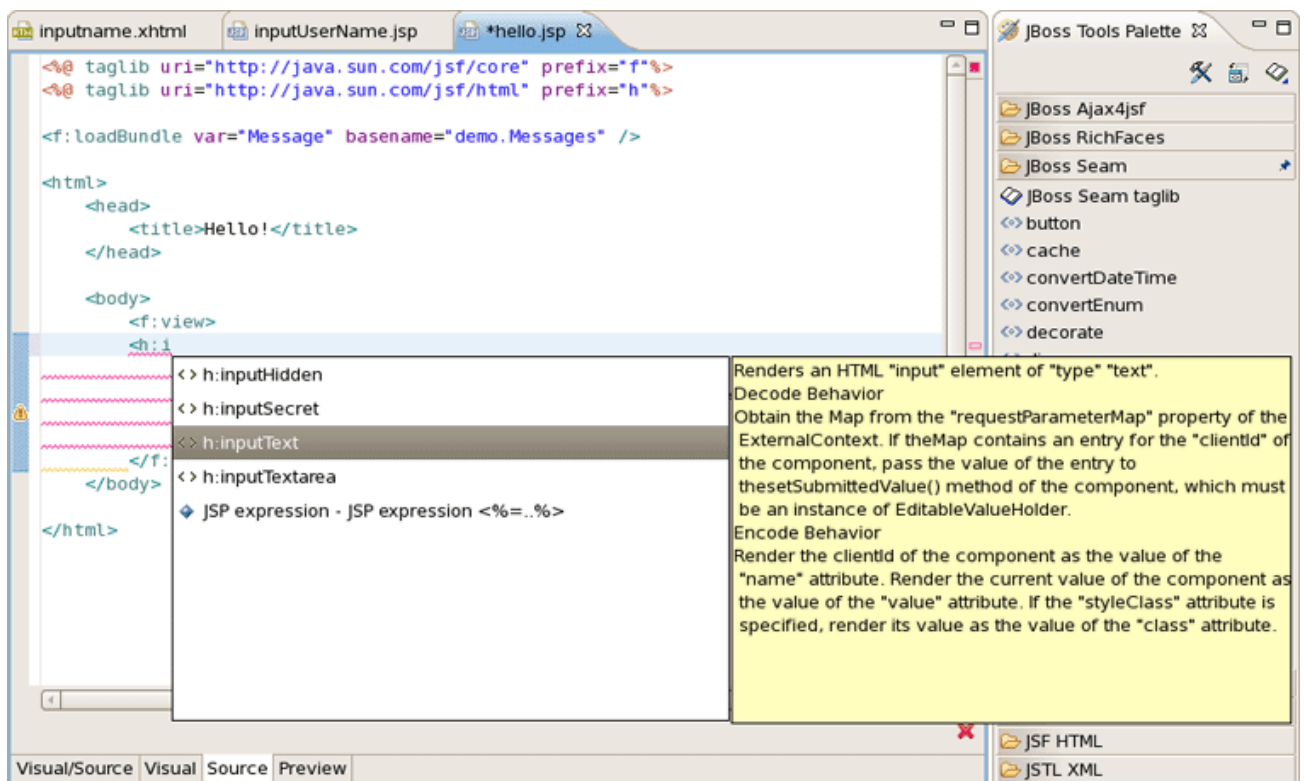 inputname.xhtml
inputUserName.jsp
*hello.jsp
<%@ taglib uri="http://java.sun.com/jsf/core" prefix="f"%>
<%@ taglib uri="http://java.sun.com/jsf/html" prefix="h"%>
<f:loadBundle var="Message" basename="demo.Messages" />
<html>
<head>
<title>Hello!</title>
</head>
<body>
<f:view>
<h:i
</f:
</body>
</html>
h:inputHidden
h:inputSecret
h:inputText
h:inputTextarea
JSP expression - JSP expression <%=..%>
Renders an HTML "input" element of "type" "text".
Decode Behavior
Obtain the Map from the "requestParameterMap" property of the
ExternalContext. If theMap contains an entry for the "clientId" of
the component, pass the value of the entry to
thesetSubmittedValue() method of the component, which must
be an instance of EditableValueHolder.
Encode Behavior
Render the clientId of the component as the value of the
"name" attribute. Render the current value of the component as
the value of the "value" attribute. If the "styleClass" attribute is
specified, render its value as the value of the "class" attribute.
Visual/Source
Visual
Source
Preview
JBoss Tools Palette
JBoss Ajax4jsf
JBoss RichFaces
JBoss Seam
JBoss Seam taglib
button
cache
convertDateTime
convertEnum
decorate
JSF HTML
JSTL XML